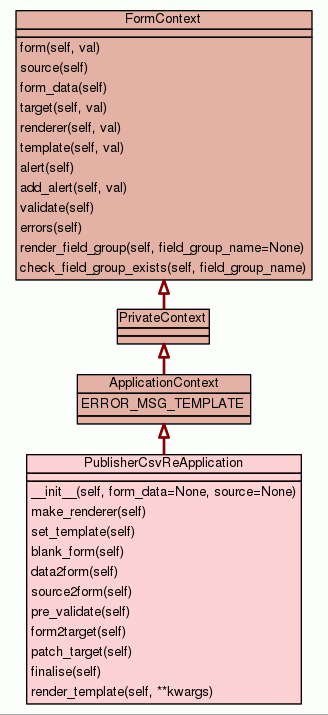 FormContext
form(self, val)
source(self)
form_data(self)
target(self, val)
renderer(self, val)
template(self, val)
alert(self)
add_alert(self, val)
validate(self)
errors(self)
render_field_group(self, field_group_name=None)
check_field_group_exists(self, field_group_name)
PrivateContext
ApplicationContext
ERROR_MSG_TEMPLATE
PublisherCsvReApplication
__init__(self, form_data=None, source=None)
make_renderer(self)
set_template(self)
blank_form(self)
data2form(self)
source2form(self)
pre_validate(self)
form2target(self)
patch_target(self)
finalise(self)
render_template(self, **kwargs)